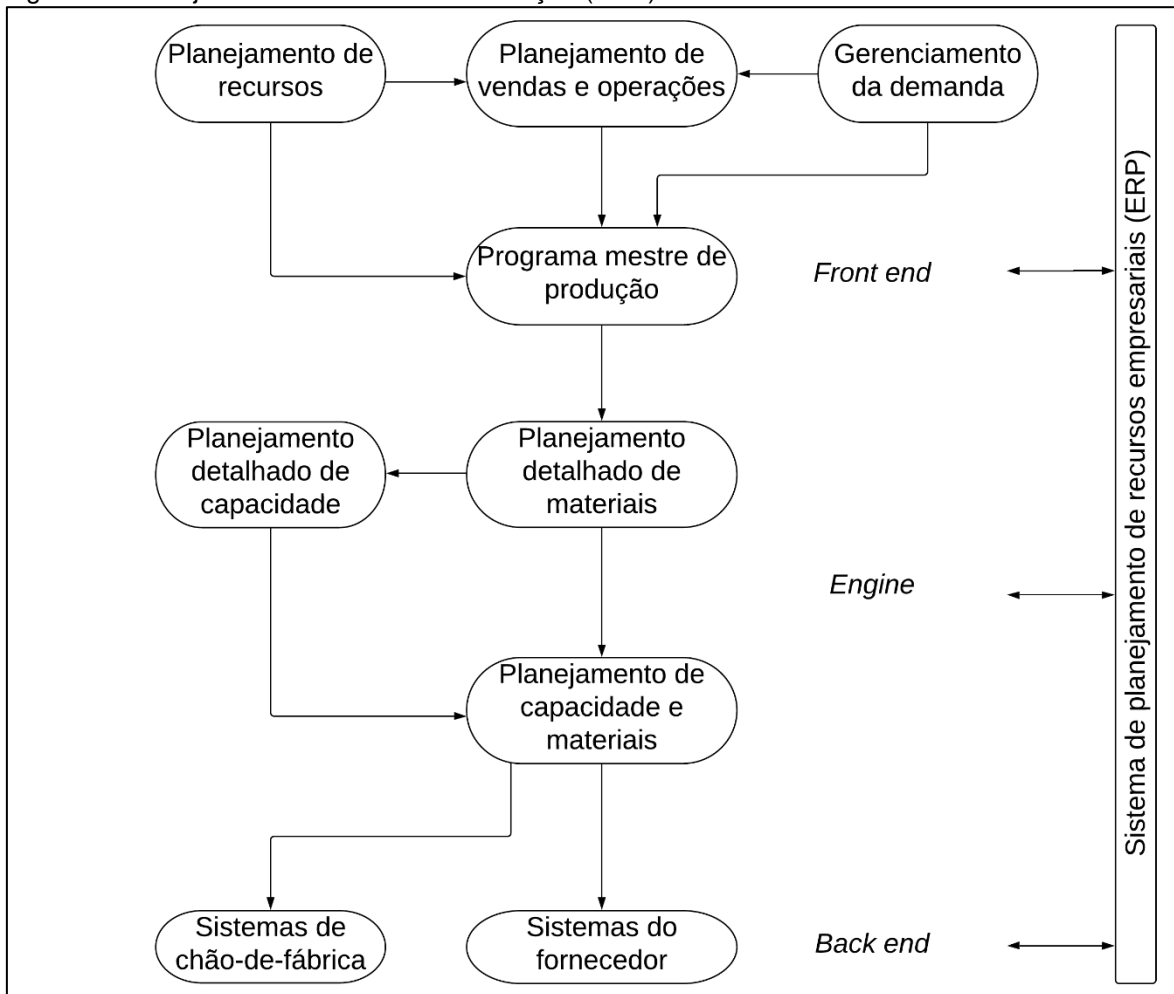 Planejamento de
recursos
Planejamento de
vendas e operações
Gerenciamento
da demanda
Programa mestre de
produção
Front end
Planejamento
detalhado de
capacidade
Planejamento
detalhado de
materiais
Engine
Planejamento de
capacidade e
materiais
Sistemas de
chão-de-fábrica
Sistemas do
fornecedor
Back end
Sistema de planejamento de recursos empresariais (ERP)